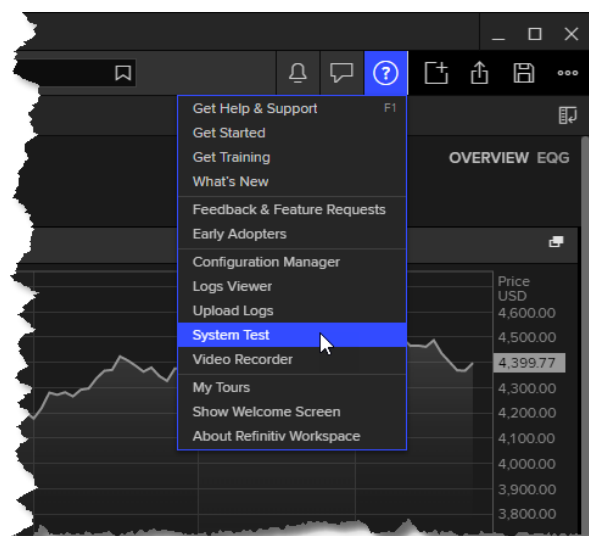 Get Help & Support F1
Get Started
Get Training
What's New
Feedback & Feature Requests
Early Adopters
Configuration Manager
Logs Viewer
Upload Logs
System Test
Video Recorder
My Tours
Show Welcome Screen
About Refinitiv Workspace
OVERVIEW EQG
Price
USD
4,600.00
4,500.00
4,399.77
4,300.00
4,200.00
4,100.00
4,000.00
3,900.00
3,800.00